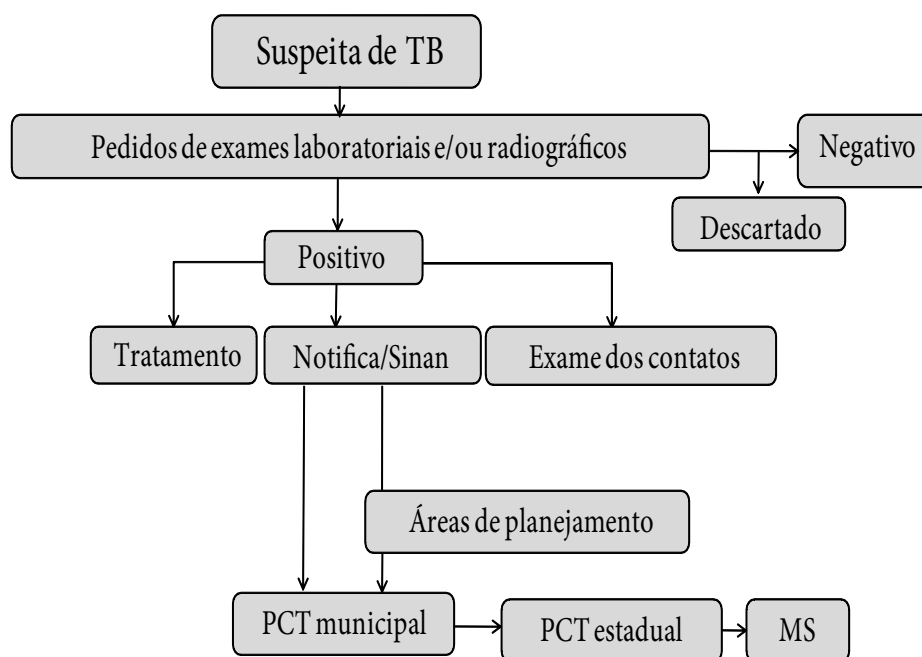 Suspeita de TB
Pedidos de exames laboratoriais e/ou radiográficos
Negativo
Descartado
Positivo
Tratamento
Notifica/Sinan
Exame dos contatos
Áreas de planejamento
PCT municipal
PCT estadual
MS